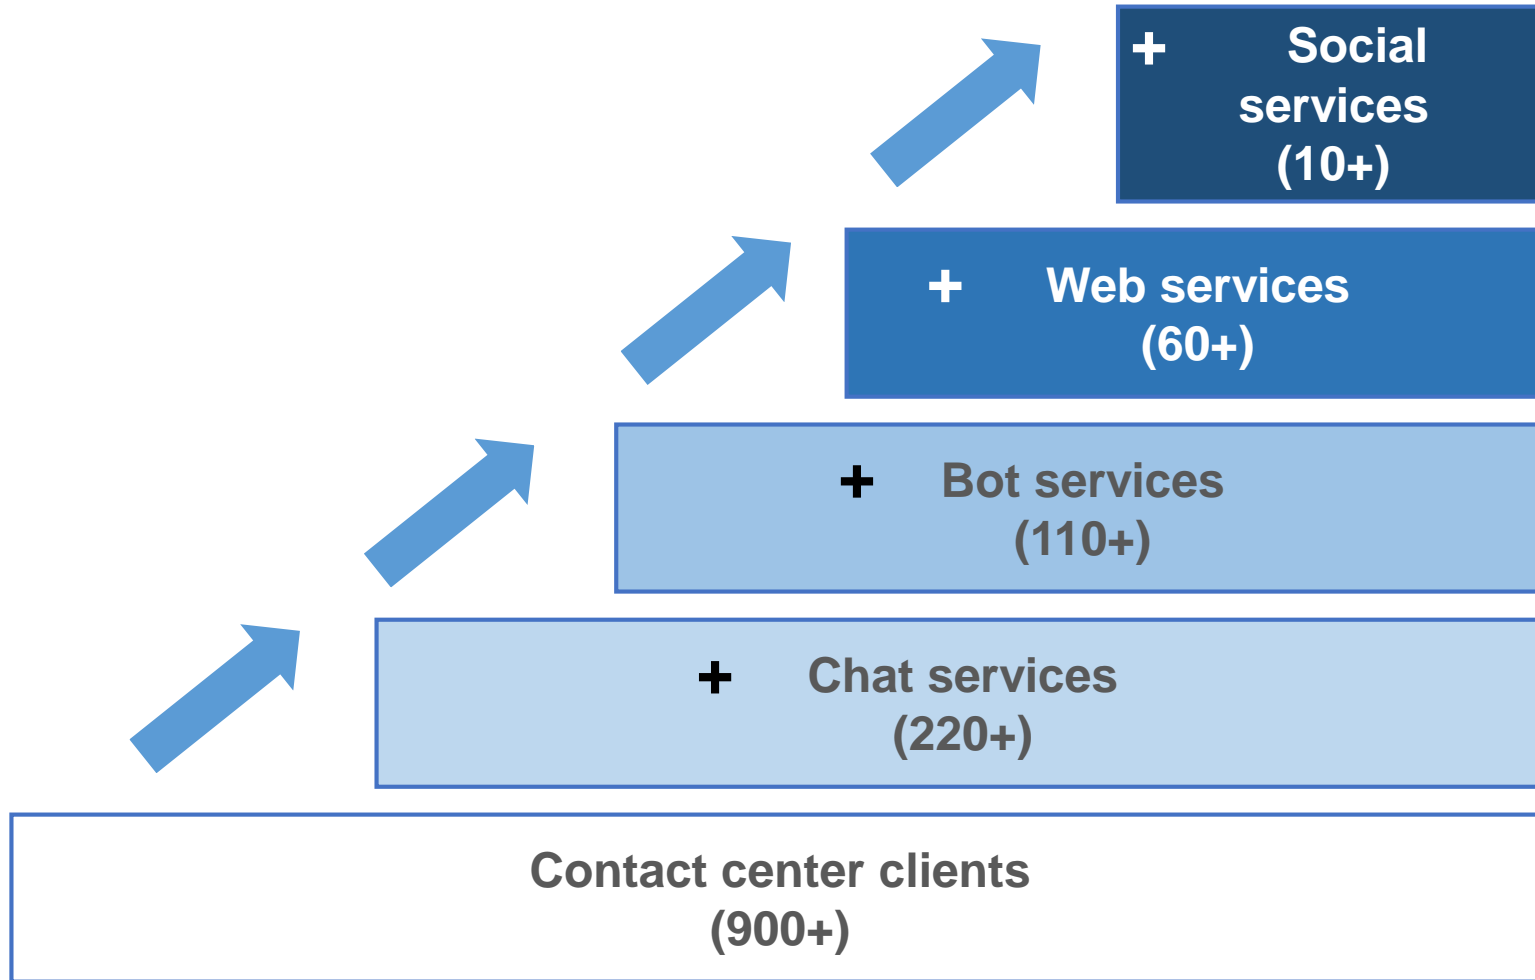 + Social
services
(10+)
+ Web services
(60+)
+ Bot services
(110+)
+ Chat services
(220+)
Contact center clients
(900+)